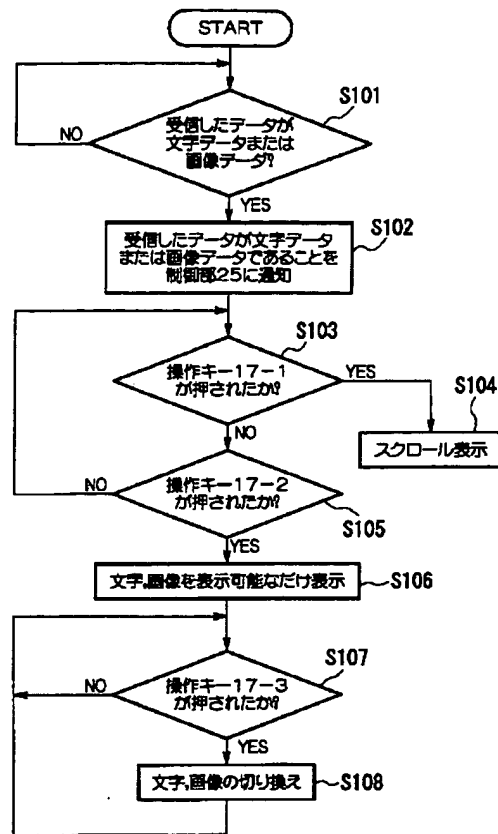 START
S101
受信したデータが
文字データまたは
画像データ?
NO
YES
S102
受信したデータが文字データ
または画像データであることを
制御部25に通知
S103
操作キー17-1
が押されたか?
YES
S104
NO
スクロール表示
操作キー17-2
が押されたか?
NO
S105
YES
文字,画像を表示可能なだけ表示
S106
S107
操作キー17-3
が押されたか?
NO
YES
文字,画像の切り換え
S108